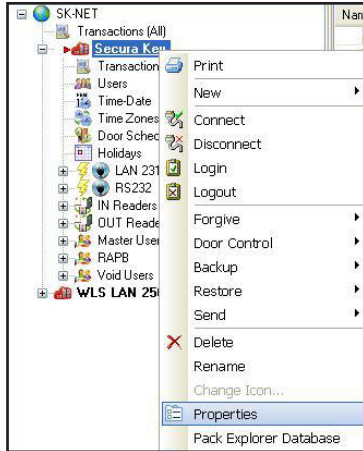 SK-NET
Nar
Transactions (All)
Secura Key
Transaction
Users
Time-Date
Time Zones
Door Sched
Holidays
LAN 231
RS232
IN Readers
OUT Reade
Master User
RAPB
Void Users
WLS LAN 250
Print
New
Connect
Disconnect
Login
Logout
Forgive
Door Control
Backup
Restore
Send
Delete
Rename
Change Icon...
Properties
Pack Explorer Database